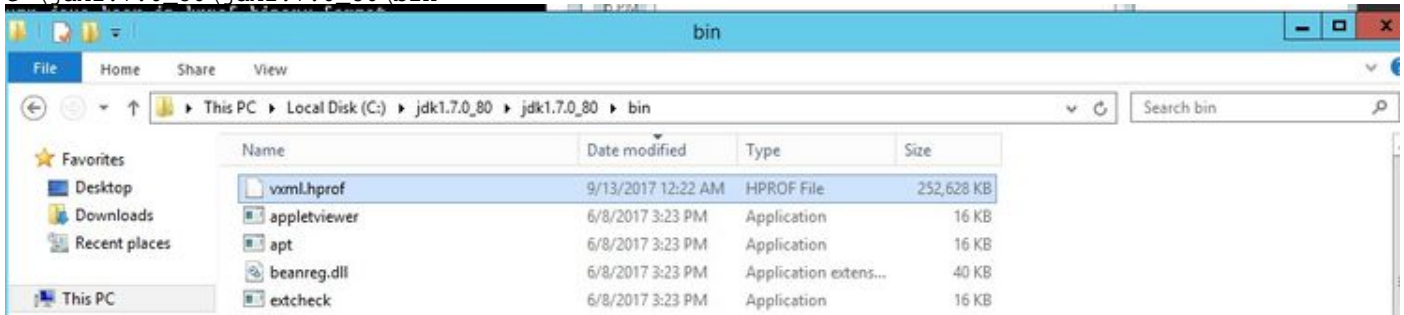 bin
File Home Share View
This PC Local Disk (C:) jdk1.7.0_80 jdk1.7.0_80 bin Search bin
Favorites
Desktop
Downloads
Recent places
This PC
Name Date modified Type Size
vxml.hprof 9/13/2017 12:22 AM HPROF File 252,628 KB
appletviewer 6/8/2017 3:23 PM Application 16 KB
apt 6/8/2017 3:23 PM Application 16 KB
beanreg.dll 6/8/2017 3:23 PM Application extens... 40 KB
extcheck 6/8/2017 3:23 PM Application 16 KB